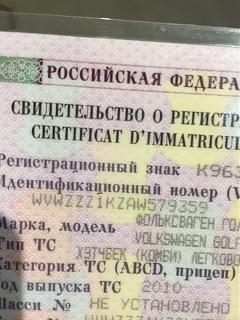 РОССИЙСКАЯ ФЕДЕРА
СВИДЕТЕЛЬСТВО О РЕГИСТР
CERTIFICAT D'IMMATRICUL
Регистрационный знак К963
Идентификационный номер (V
WVWZZZ1KZAW579359
Марка, модель ФОЛЬКСВАГЕН ГОЛ
VOLKSWAGEN GOLF
Тип ТС ХЭТЧБЕК (КОМБИ) ЛЕГКОВО
Категория ТС (ABCD, прицеп)
Год выпуска ТС 2010
Шасси № НЕ УСТАНОВЛЕНО